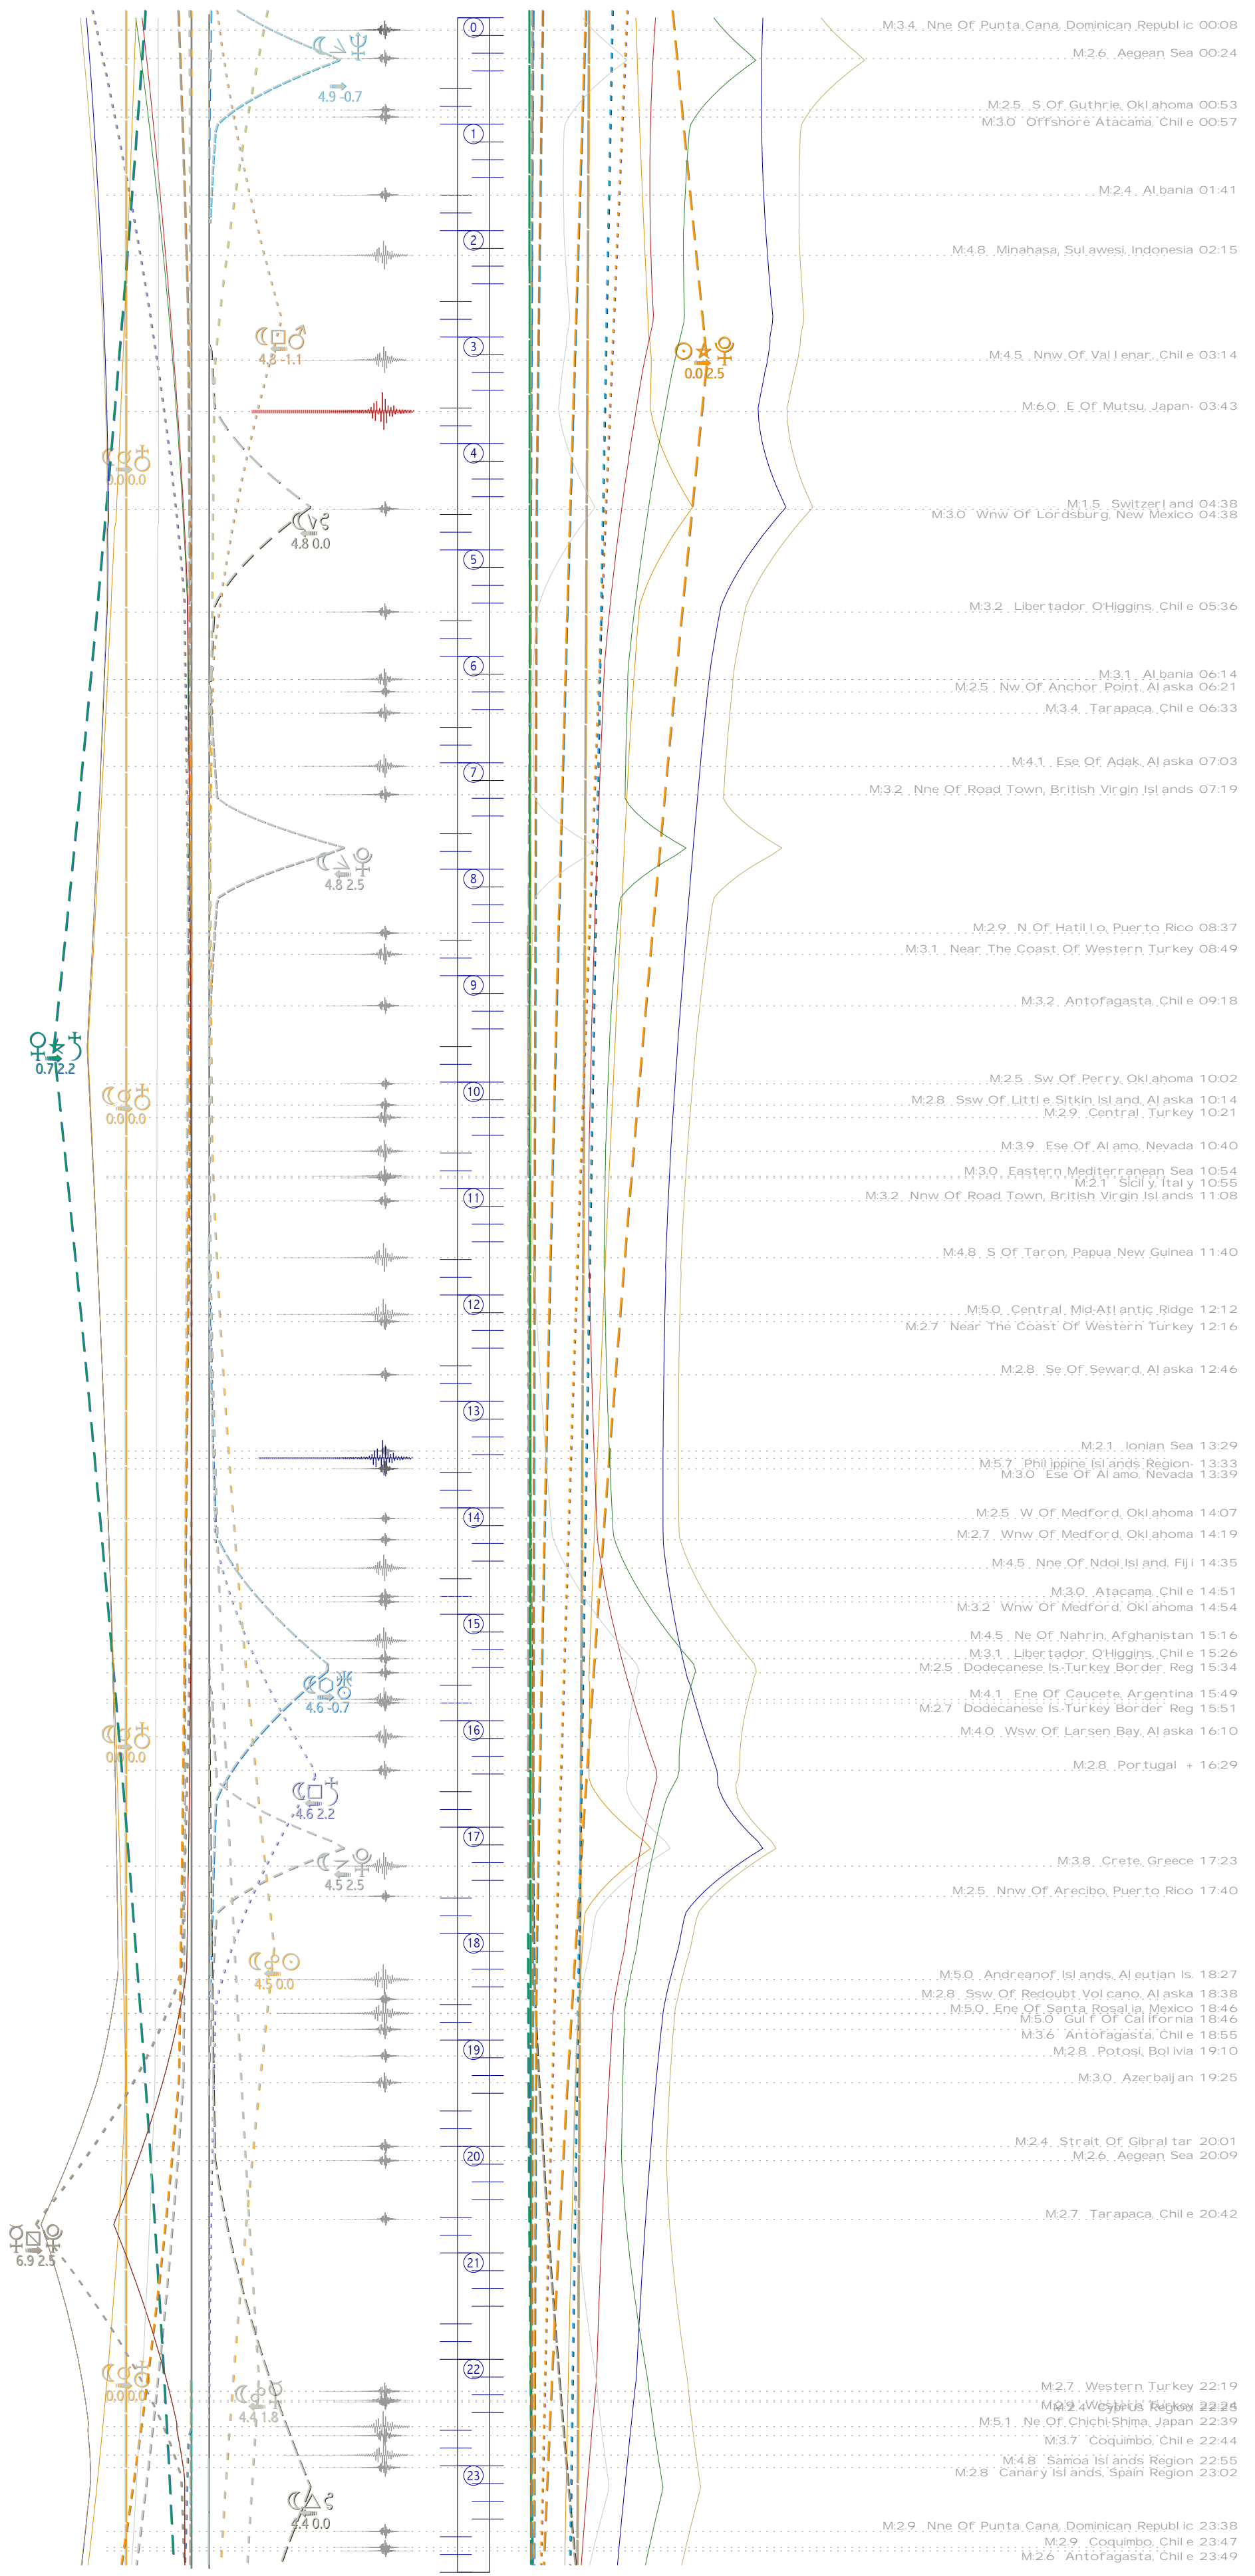 0
M:3.4 Nne Of Punta Cana, Dominican Republic 00:08
M:2.6 Aegean Sea 00:24
4.9 -0.7
M:2.5 S Of Guthrie, Oklahoma 00:53
M:3.0 Offshore Atacama, Chile 00:57
1
M:2.4 Albania 01:41
2
M:4.8 Minahasa, Sulawesi, Indonesia 02:15
3
M:4.5 Nnw Of Vallenar, Chile 03:14
4.8 -1.1
0.0 2.5
M:6.0 E Of Mutsu, Japan- 03:43
4
0.0 0.0
M:1.5 Switzerland 04:38
M:3.0 Wnw Of Lordsburg, New Mexico 04:38
4.8 0.0
5
M:3.2 Libertador O'Higgins, Chile 05:36
6
M:3.1 Albania 06:14
M:2.5 Nw Of Anchor Point, Alaska 06:21
M:3.4 Tarapaca, Chile 06:33
M:4.1 Ese Of Adak, Alaska 07:03
7
M:3.2 Nne Of Road Town, British Virgin Islands 07:19
4.8 2.5
8
M:2.9 N Of Hatillo, Puerto Rico 08:37
M:3.1 Near The Coast Of Western Turkey 08:49
9
M:3.2 Antofagasta, Chile 09:18
0.7 2.2
M:2.5 Sw Of Perry, Oklahoma 10:02
10
M:2.8 Ssw Of Little Sitkin Island, Alaska 10:14
M:2.9 Central Turkey 10:21
0.0 0.0
M:3.9 Ese Of Alamo, Nevada 10:40
M:3.0 Eastern Mediterranean Sea 10:54
M:2.1 Sicily, Italy 10:55
M:3.2 Nnw Of Road Town, British Virgin Islands 11:08
11
M:4.8 S Of Taron, Papua New Guinea 11:40
12
M:5.0 Central Mid-Atlantic Ridge 12:12
M:2.7 Near The Coast Of Western Turkey 12:16
M:2.8 Se Of Seward, Alaska 12:46
13
M:2.1 Ionian Sea 13:29
M:5.7 Philippine Islands Region- 13:33
M:3.0 Ese Of Alamo, Nevada 13:39
M:2.5 W Of Medford, Oklahoma 14:07
14
M:2.7 Wnw Of Medford, Oklahoma 14:19
M:4.5 Nne Of Ndoi Island, Fiji 14:35
M:3.0 Atacama, Chile 14:51
M:3.2 Wnw Of Medford, Oklahoma 14:54
15
M:4.5 Ne Of Nahrin, Afghanistan 15:16
M:3.1 Libertador O'Higgins, Chile 15:26
M:2.5 Dodecanese Is.-Turkey Border Reg 15:34
M:4.1 Ene Of Caucete, Argentina 15:49
4.6 -0.7
M:2.7 Dodecanese Is.-Turkey Border Reg 15:51
16
M:4.0 Wsw Of Larsen Bay, Alaska 16:10
0.0 0.0
M:2.8 Portugal + 16:29
4.6 2.2
17
M:3.8 Crete, Greece 17:23
4.5 2.5
M:2.5 Nnw Of Arecibo, Puerto Rico 17:40
18
M:5.0 Andreanof Islands, Aleutian Is. 18:27
4.5 0.0
M:2.8 Ssw Of Redoubt Volcano, Alaska 18:38
M:5.0 Ene Of Santa Rosalia, Mexico 18:46
M:5.0 Gulf Of California 18:46
M:3.6 Antofagasta, Chile 18:55
19
M:2.8 Potosi, Bolivia 19:10
M:3.0 Azerbaijan 19:25
M:2.4 Strait Of Gibraltar 20:01
20
M:2.6 Aegean Sea 20:09
M:2.7 Tarapaca, Chile 20:42
6.9 2.5
21
22
M:2.7 Western Turkey 22:19
0.0 0.0
Western Turkey 22:24
M:2.4 Cyprus Region 22:25
4.4 1.8
M:5.1 Ne Of Chichi-Shima, Japan 22:39
M:3.7 Coquimbo, Chile 22:44
M:4.8 Samoa Islands Region 22:55
23
M:2.8 Canary Islands, Spain Region 23:02
4.4 0.0
M:2.9 Nne Of Punta Cana, Dominican Republic 23:38
M:2.9 Coquimbo, Chile 23:47
M:2.6 Antofagasta, Chile 23:49